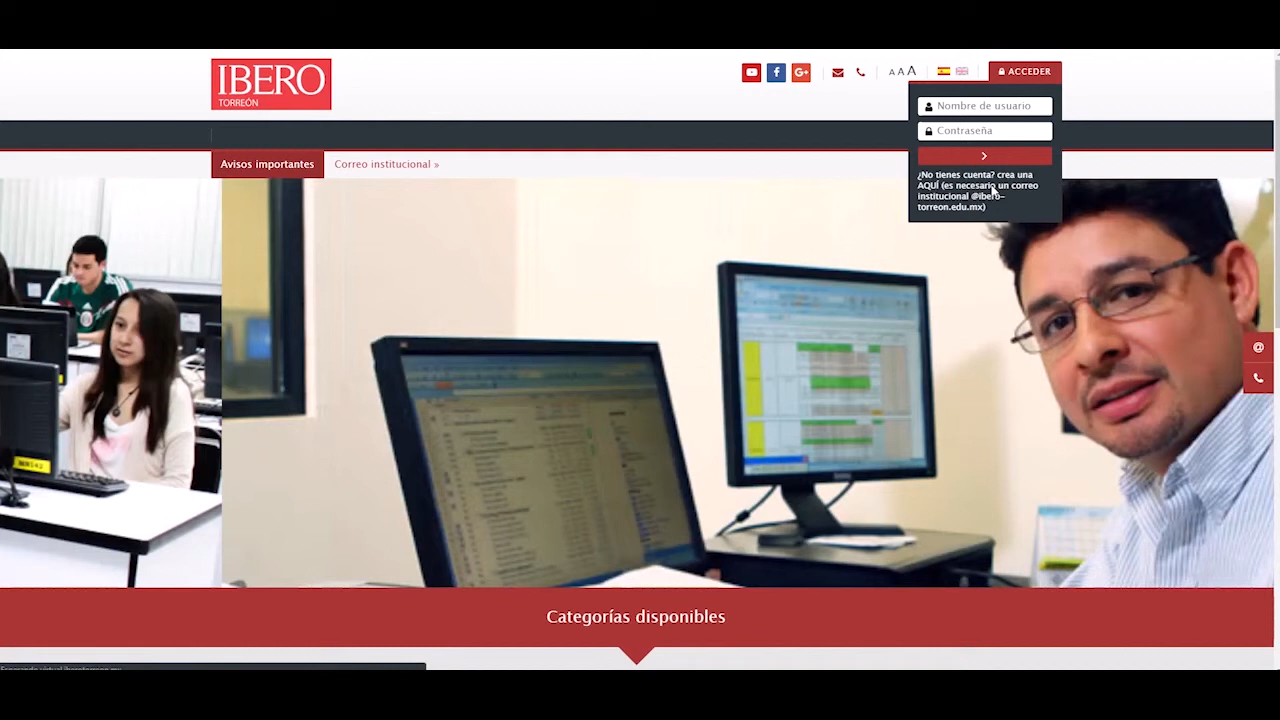 IBERO
TORREÓN
A A A
ACCEDER
Nombre de usuario
Contraseña
¿No tienes cuenta? crea una
AQUÍ (es necesario un correo
institucional @ibero-
torreon.edu.mx)
Avisos importantes
Correo institucional »
Categorías disponibles